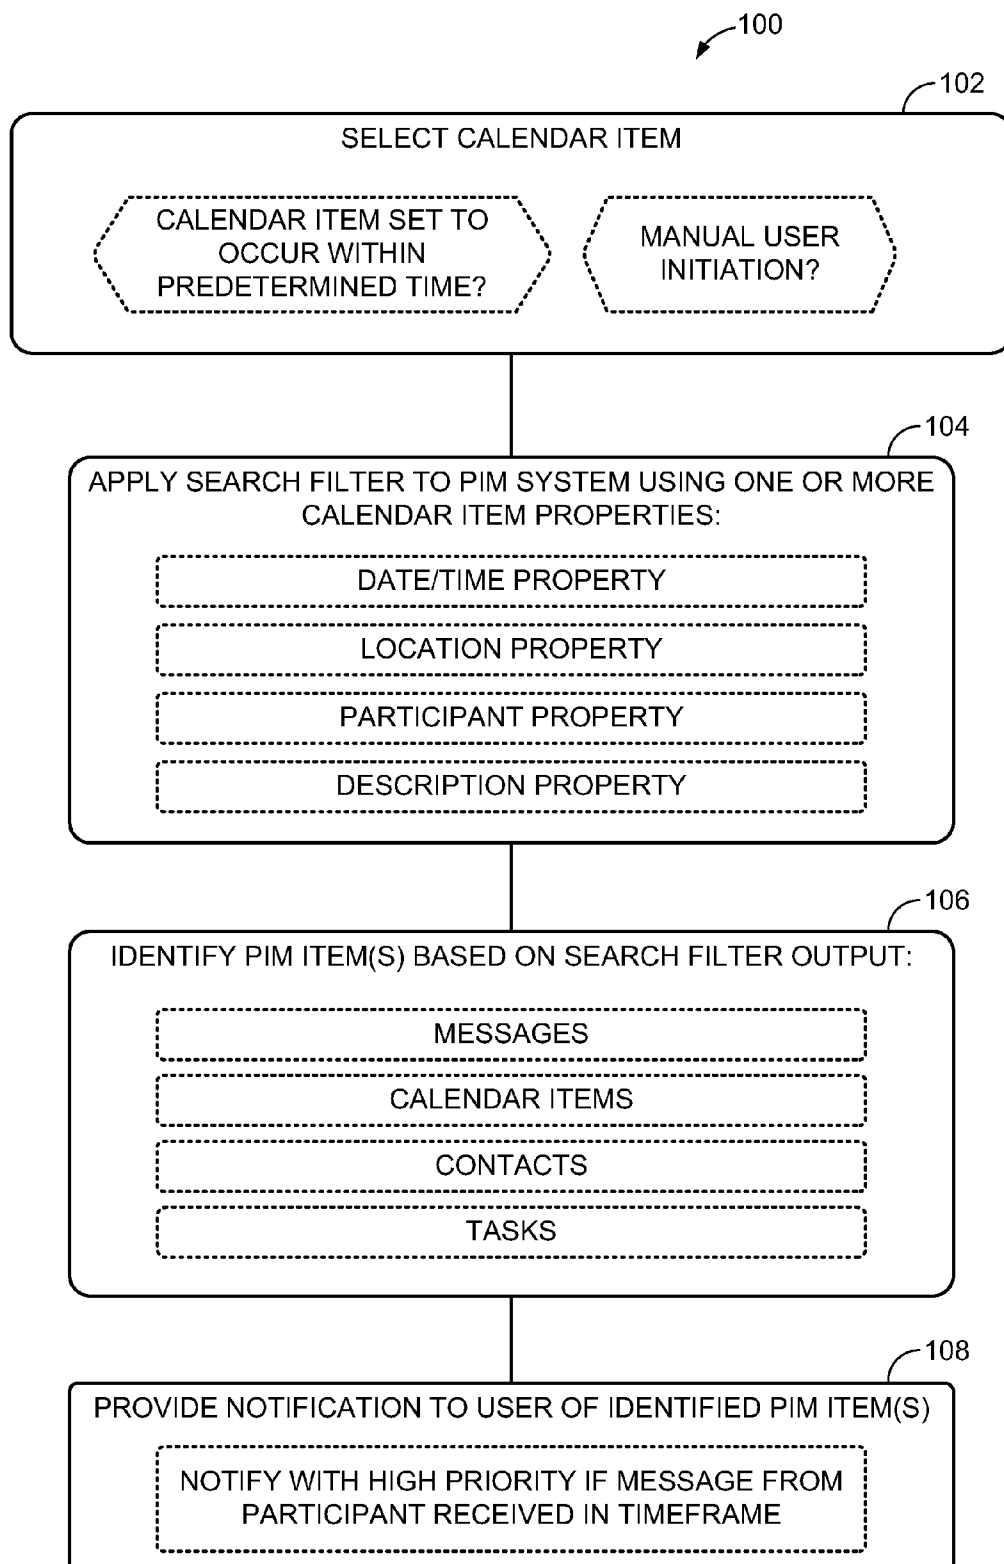 100
102
SELECT CALENDAR ITEM
CALENDAR ITEM SET TO
OCCUR WITHIN
PREDETERMINED TIME?
MANUAL USER
INITIATION?
104
APPLY SEARCH FILTER TO PIM SYSTEM USING ONE OR MORE
CALENDAR ITEM PROPERTIES:
DATE/TIME PROPERTY
LOCATION PROPERTY
PARTICIPANT PROPERTY
DESCRIPTION PROPERTY
106
IDENTIFY PIM ITEM(S) BASED ON SEARCH FILTER OUTPUT:
MESSAGES
CALENDAR ITEMS
CONTACTS
TASKS
108
PROVIDE NOTIFICATION TO USER OF IDENTIFIED PIM ITEM(S)
NOTIFY WITH HIGH PRIORITY IF MESSAGE FROM
PARTICIPANT RECEIVED IN TIMEFRAME